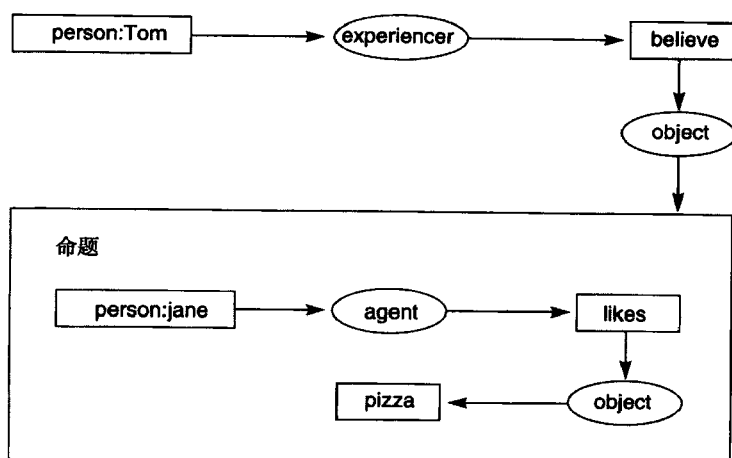 person:Tom
experiencer
believe
object
命题
person:jane
agent
likes
pizza
object